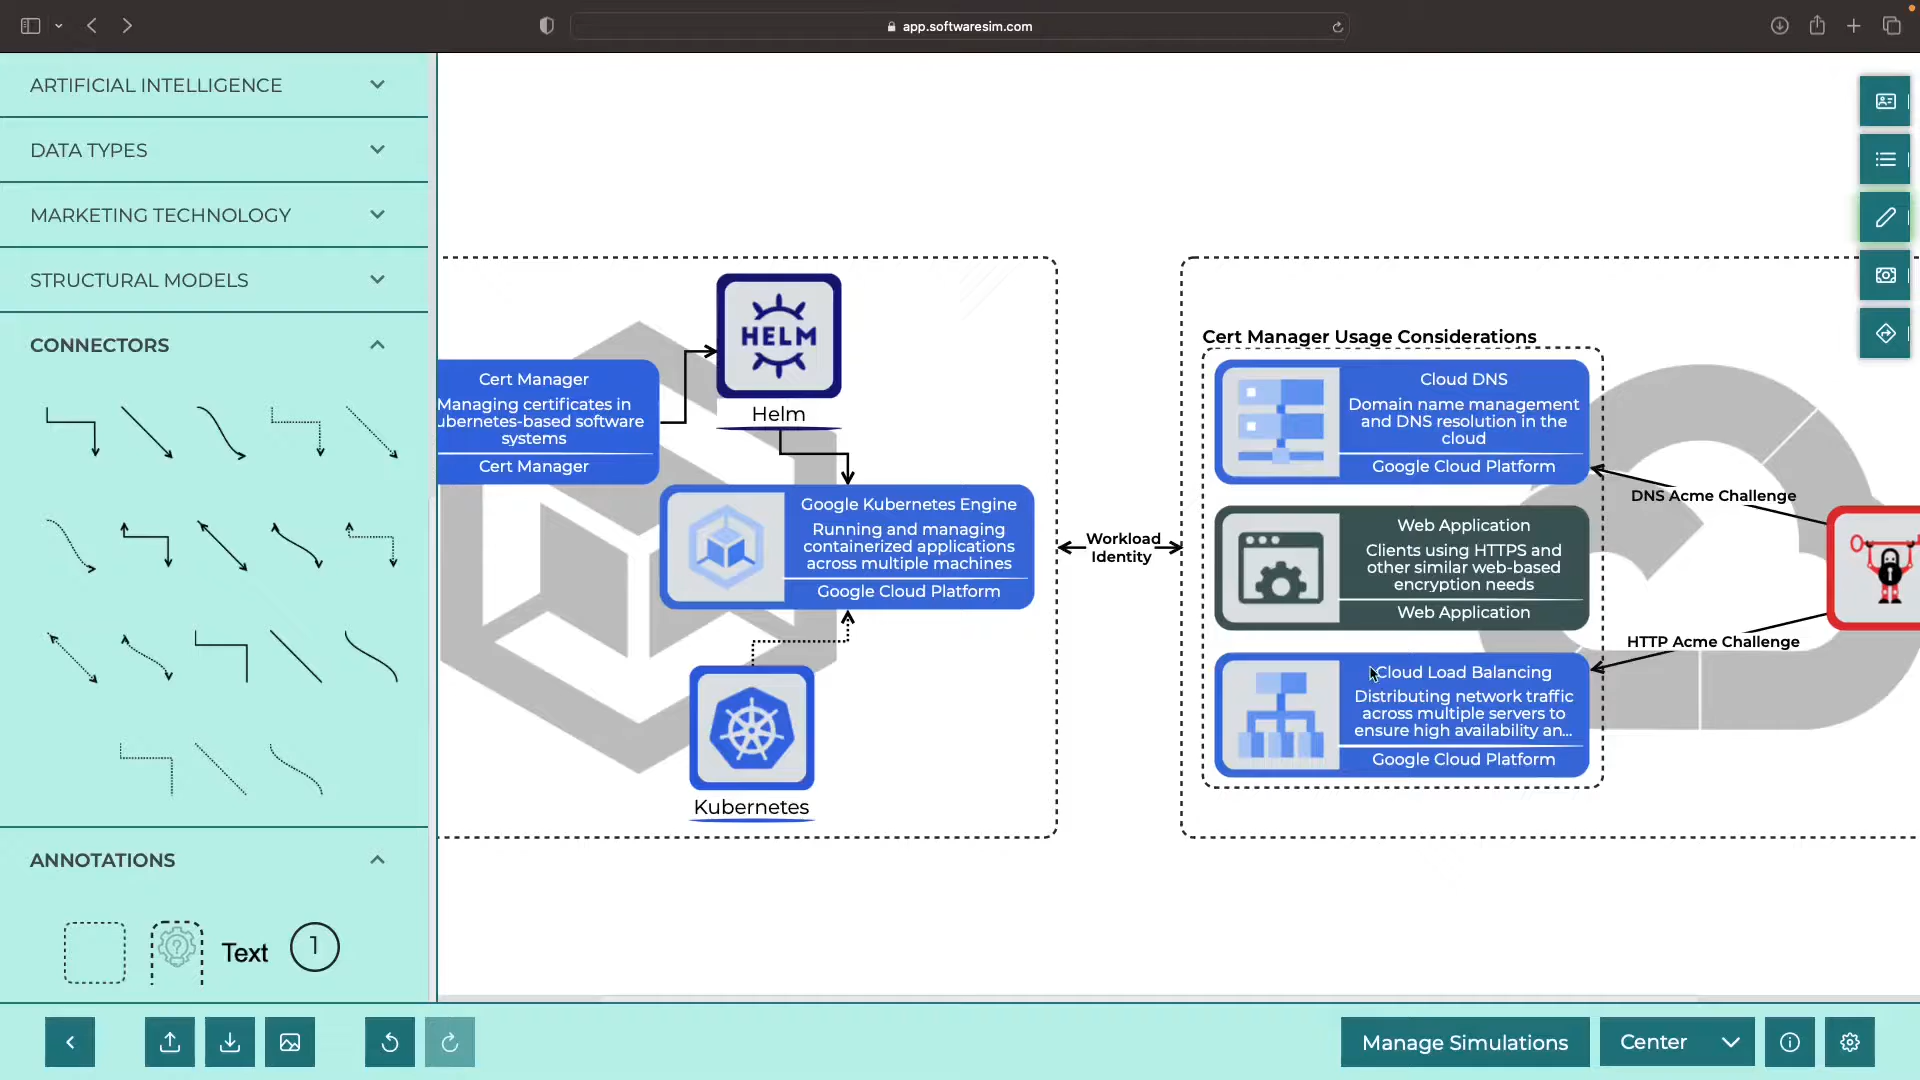 app.softwaresim.com
ARTIFICIAL INTELLIGENCE
DATA TYPES
MARKETING TECHNOLOGY
STRUCTURAL MODELS
CONNECTORS
ANNOTATIONS
Text
1
Cert Manager
Managing certificates in
ubernetes-based software
systems
Cert Manager
HELM
Helm
Google Kubernetes Engine
Running and managing
containerized applications
across multiple machines
Google Cloud Platform
Kubernetes
Workload
Identity
Cert Manager Usage Considerations
Cloud DNS
Domain name management
and DNS resolution in the
cloud
Google Cloud Platform
Web Application
Clients using HTTPS and
other similar web-based
encryption needs
Web Application
Cloud Load Balancing
Distributing network traffic
across multiple servers to
ensure high availability an...
Google Cloud Platform
DNS Acme Challenge
HTTP Acme Challenge
Manage Simulations
Center